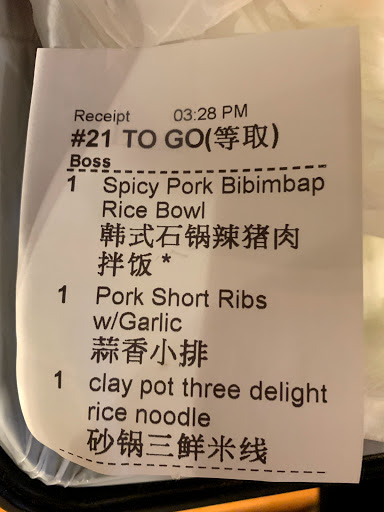 Receipt 03:28 PM
#21 TO GO(等取)
Boss
1 Spicy Pork Bibimbap
Rice Bowl
韩式石锅辣猪肉
拌饭 *
1 Pork Short Ribs
w/Garlic
蒜香小排
1 clay pot three delight
rice noodle
砂锅三鲜米线